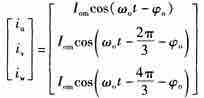 [i_u] = [I_om cos(ω_o t − φ_o)]
[i_v] = [I_om cos(ω_o t − 2π/3 − φ_o)]
[i_w] = [I_om cos(ω_o t − 4π/3 − φ_o)]